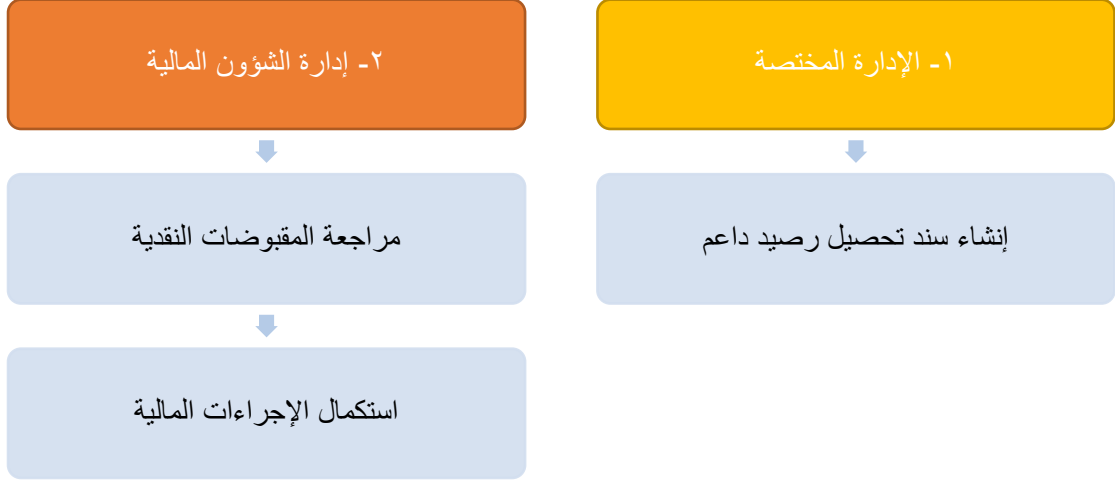 ١- الإدارة المختصة
إنشاء سند تحصيل رصيد داعم
٢- إدارة الشؤون المالية
مراجعة المقبوضات النقدية
استكمال الإجراءات المالية